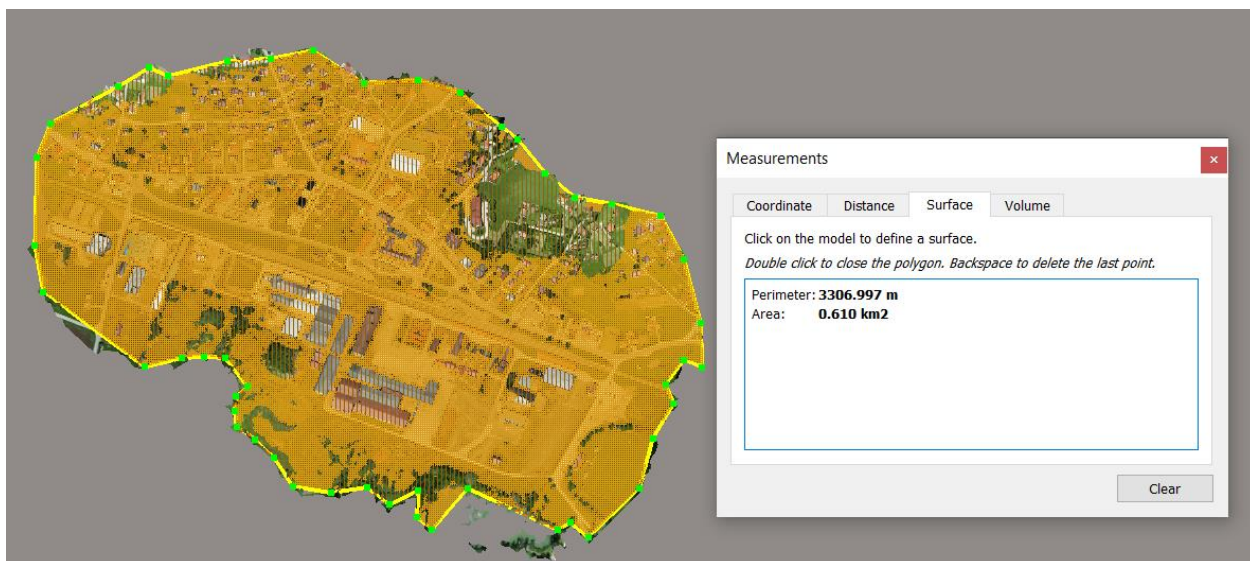 Measurements
×
Coordinate Distance Surface Volume
Click on the model to define a surface.
Double click to close the polygon. Backspace to delete the last point.
Perimeter: 3306.997 m
Area: 0.610 km2
Clear